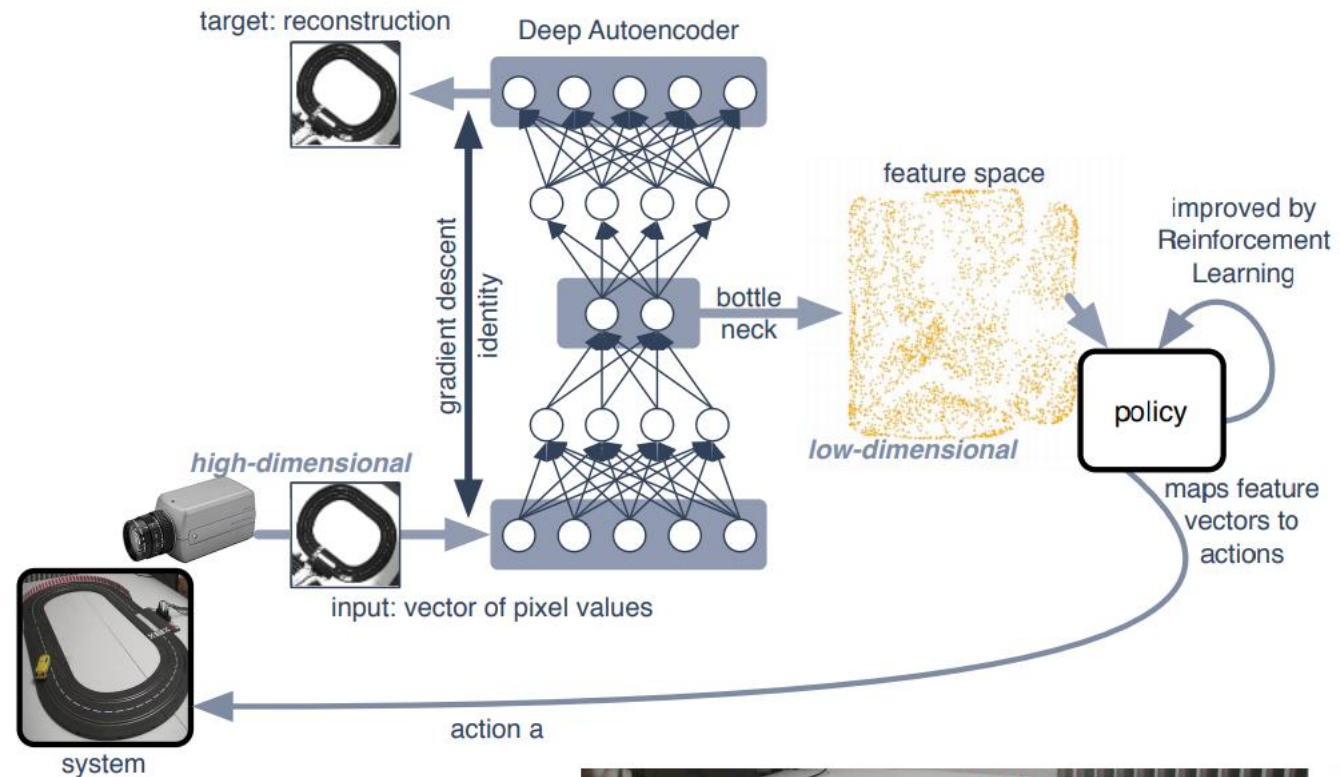 target: reconstruction
Deep Autoencoder
gradient descent
identity
bottle
neck
feature space
low-dimensional
improved by
Reinforcement
Learning
policy
maps feature
vectors to
actions
high-dimensional
input: vector of pixel values
action a
system